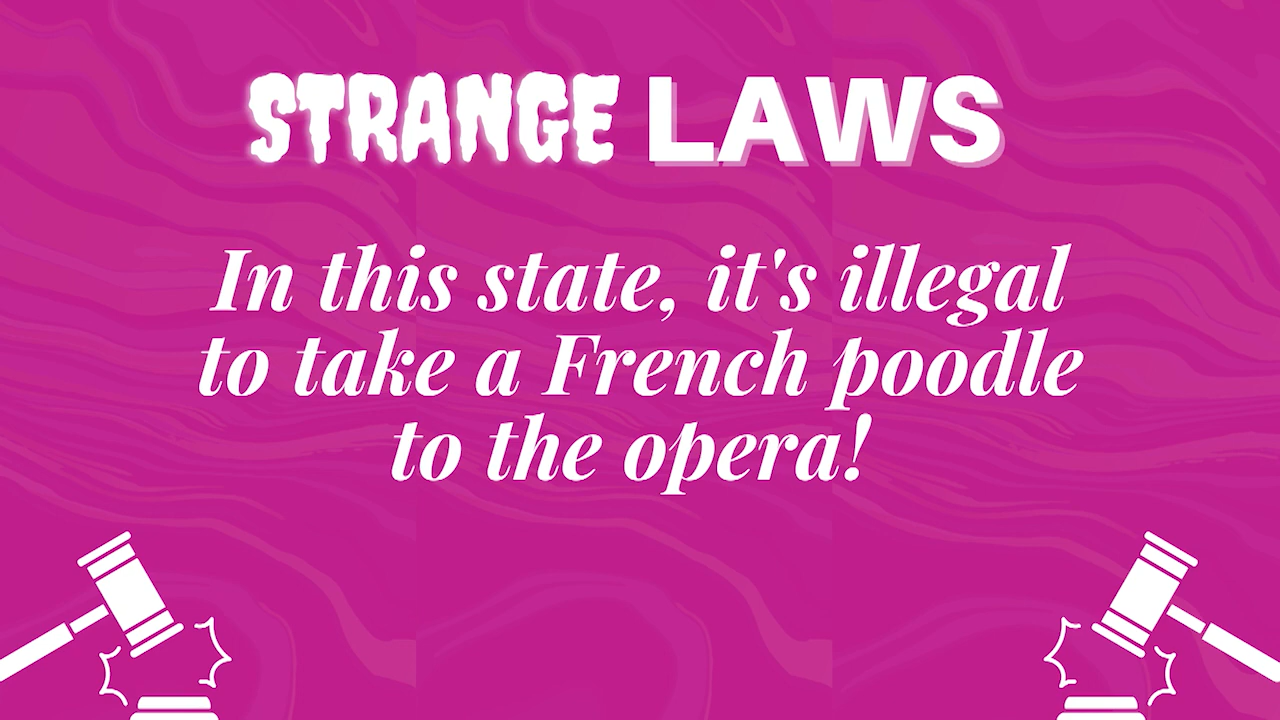 STRANGE LAWS
In this state, it's illegal
to take a French poodle
to the opera!